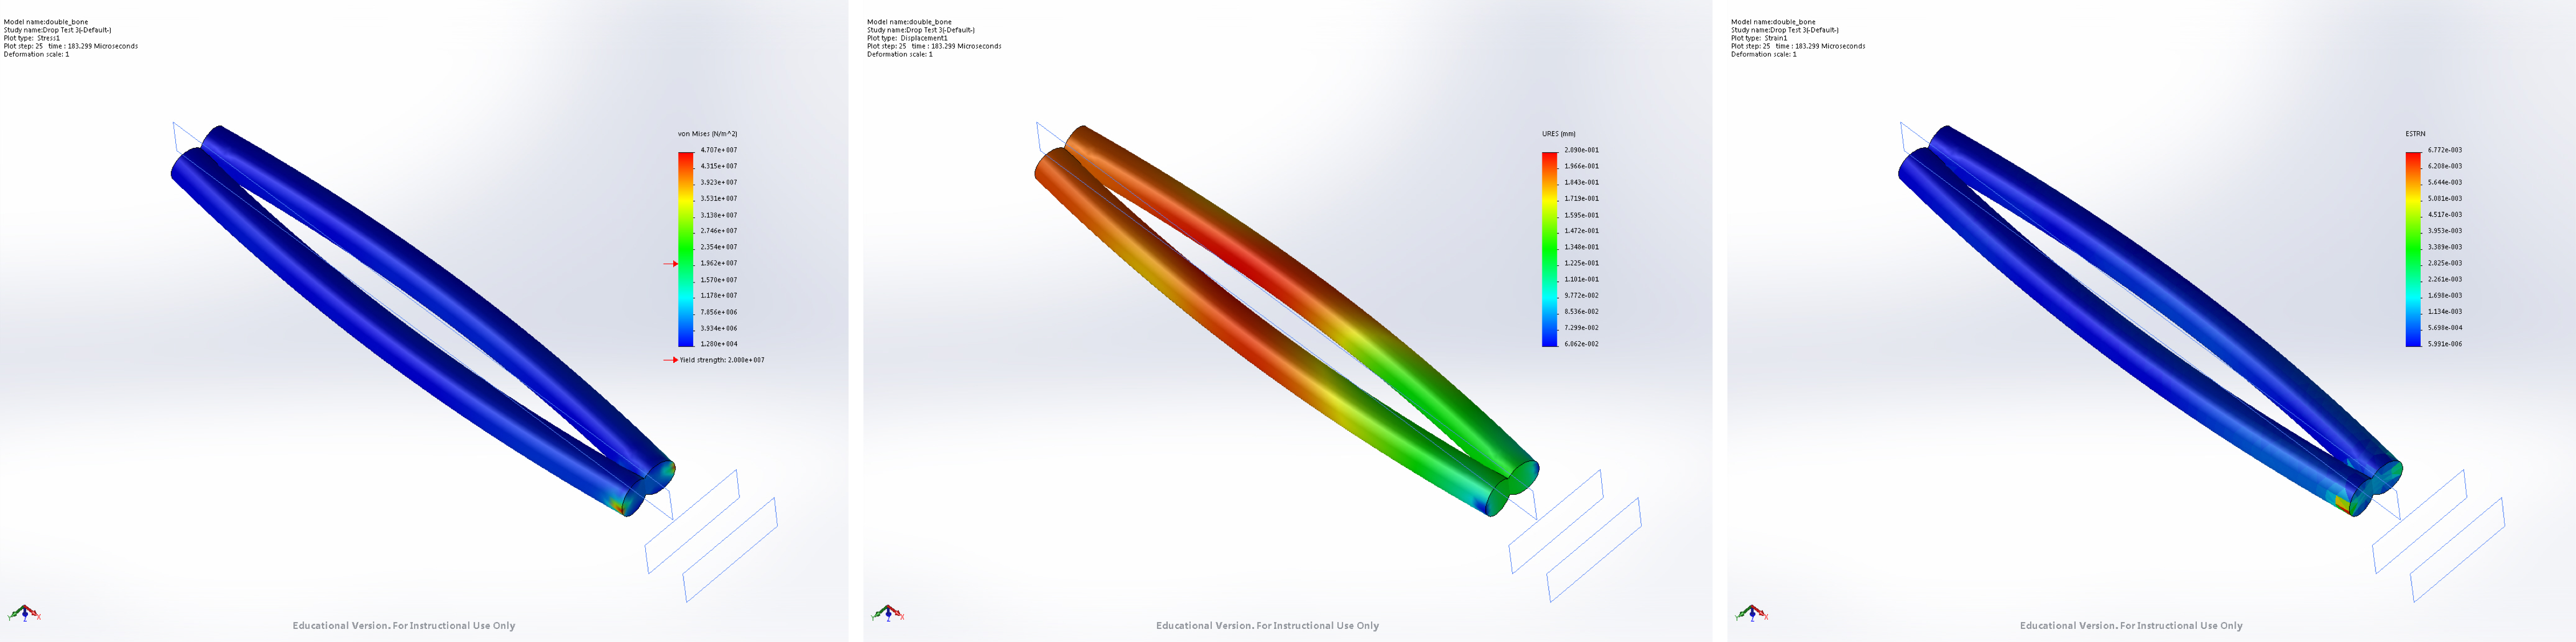 Model name:double_bone
Study name:Drop Test 3(-Default-)
Plot type: Stress1
Plot step: 25 time : 183.299 Microseconds
Deformation scale: 1
von Mises (N/m^2)
4.707e+007
4.315e+007
3.923e+007
3.531e+007
3.138e+007
2.746e+007
2.354e+007
1.962e+007
1.570e+007
1.178e+007
7.856e+006
3.934e+006
1.280e+004
Yield strength: 2.000e+007
Y
Z
X
Educational Version. For Instructional Use Only
Model name:double_bone
Study name:Drop Test 3(-Default-)
Plot type: Displacement1
Plot step: 25 time : 183.299 Microseconds
Deformation scale: 1
URES (mm)
2.090e-001
1.966e-001
1.843e-001
1.719e-001
1.595e-001
1.472e-001
1.348e-001
1.225e-001
1.101e-001
9.772e-002
8.536e-002
7.299e-002
6.062e-002
Y
Z
X
Educational Version. For Instructional Use Only
Model name:double_bone
Study name:Drop Test 3(-Default-)
Plot type: Strain1
Plot step: 25 time : 183.299 Microseconds
Deformation scale: 1
ESTRN
6.772e-003
6.208e-003
5.644e-003
5.081e-003
4.517e-003
3.953e-003
3.389e-003
2.825e-003
2.261e-003
1.698e-003
1.134e-003
5.698e-004
5.991e-006
Y
Z
X
Educational Version. For Instructional Use Only